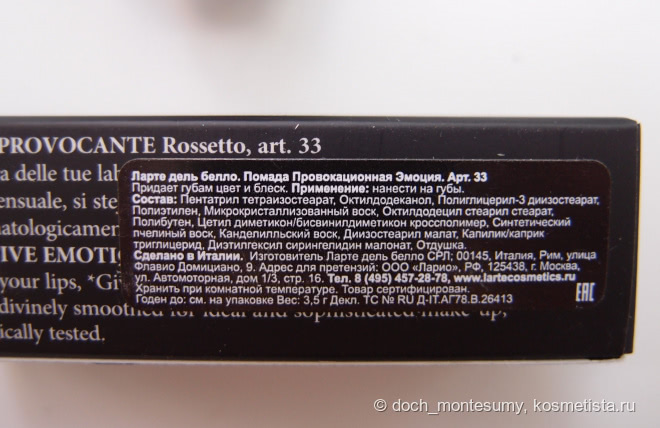 PROVOCANTE Rossetto, art. 33
a delle tue lab
ensuale, si ste
natologicamen
IVE EMOTI
your lips, *Gi
divinely smoothed for ideal and sophisticated make-up,
ically tested.
Ларте дель белло. Помада Провокационная Эмоция. Арт. 33
Придает губам цвет и блеск. Применение: нанести на губы.
Состав: Пентатрил тетраизостеарат, Октилдодеканол, Полиглицерил-3 диизостеарат,
Полиэтилен, Микрокристаллизованный воск, Октилдодецил стеарил стеарат,
Полибутен, Цетил диметикон/бисвинилдиметикон кроссполимер, Синтетический
пчелиный воск, Канделилльский воск, Диизостеарил малат, Каприлик/каприк
триглицерид, Диэтилгексил сирингелидин малонат, Отдушка.
Сделано в Италии. Изготовитель Ларте дель белло СРЛ; 00145, Италия, Рим, улица
Флавио Домициано, 9. Адрес для претензий: ООО «Ларио», РФ, 125438, г. Москва,
ул. Автомоторная, дом 1/3, стр. 16. Тел. 8 (495) 457-28-78, www.lartecosmetics.ru
Хранить при комнатной температуре. Товар сертифицирован.
Годен до: см. на упаковке Вес: 3,5 г Декл. ТС № RU Д-IT.АГ78.В.26413
ЕАС
© doch_montesumy, kosmetista.ru